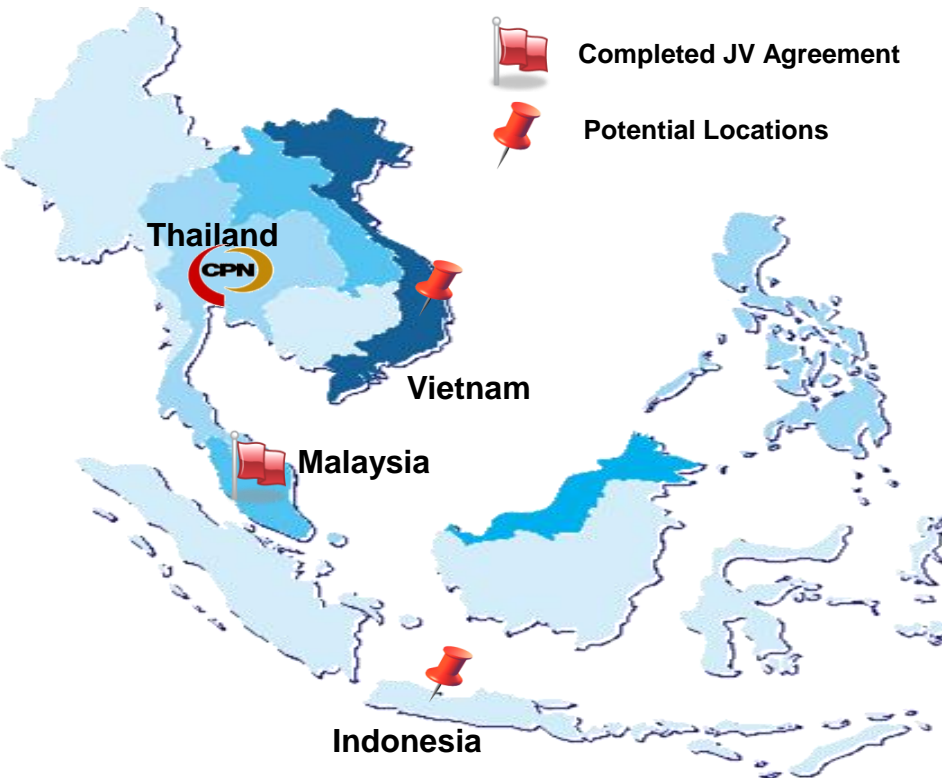 Completed JV Agreement
Potential Locations
Thailand
CPN
Vietnam
Malaysia
Indonesia